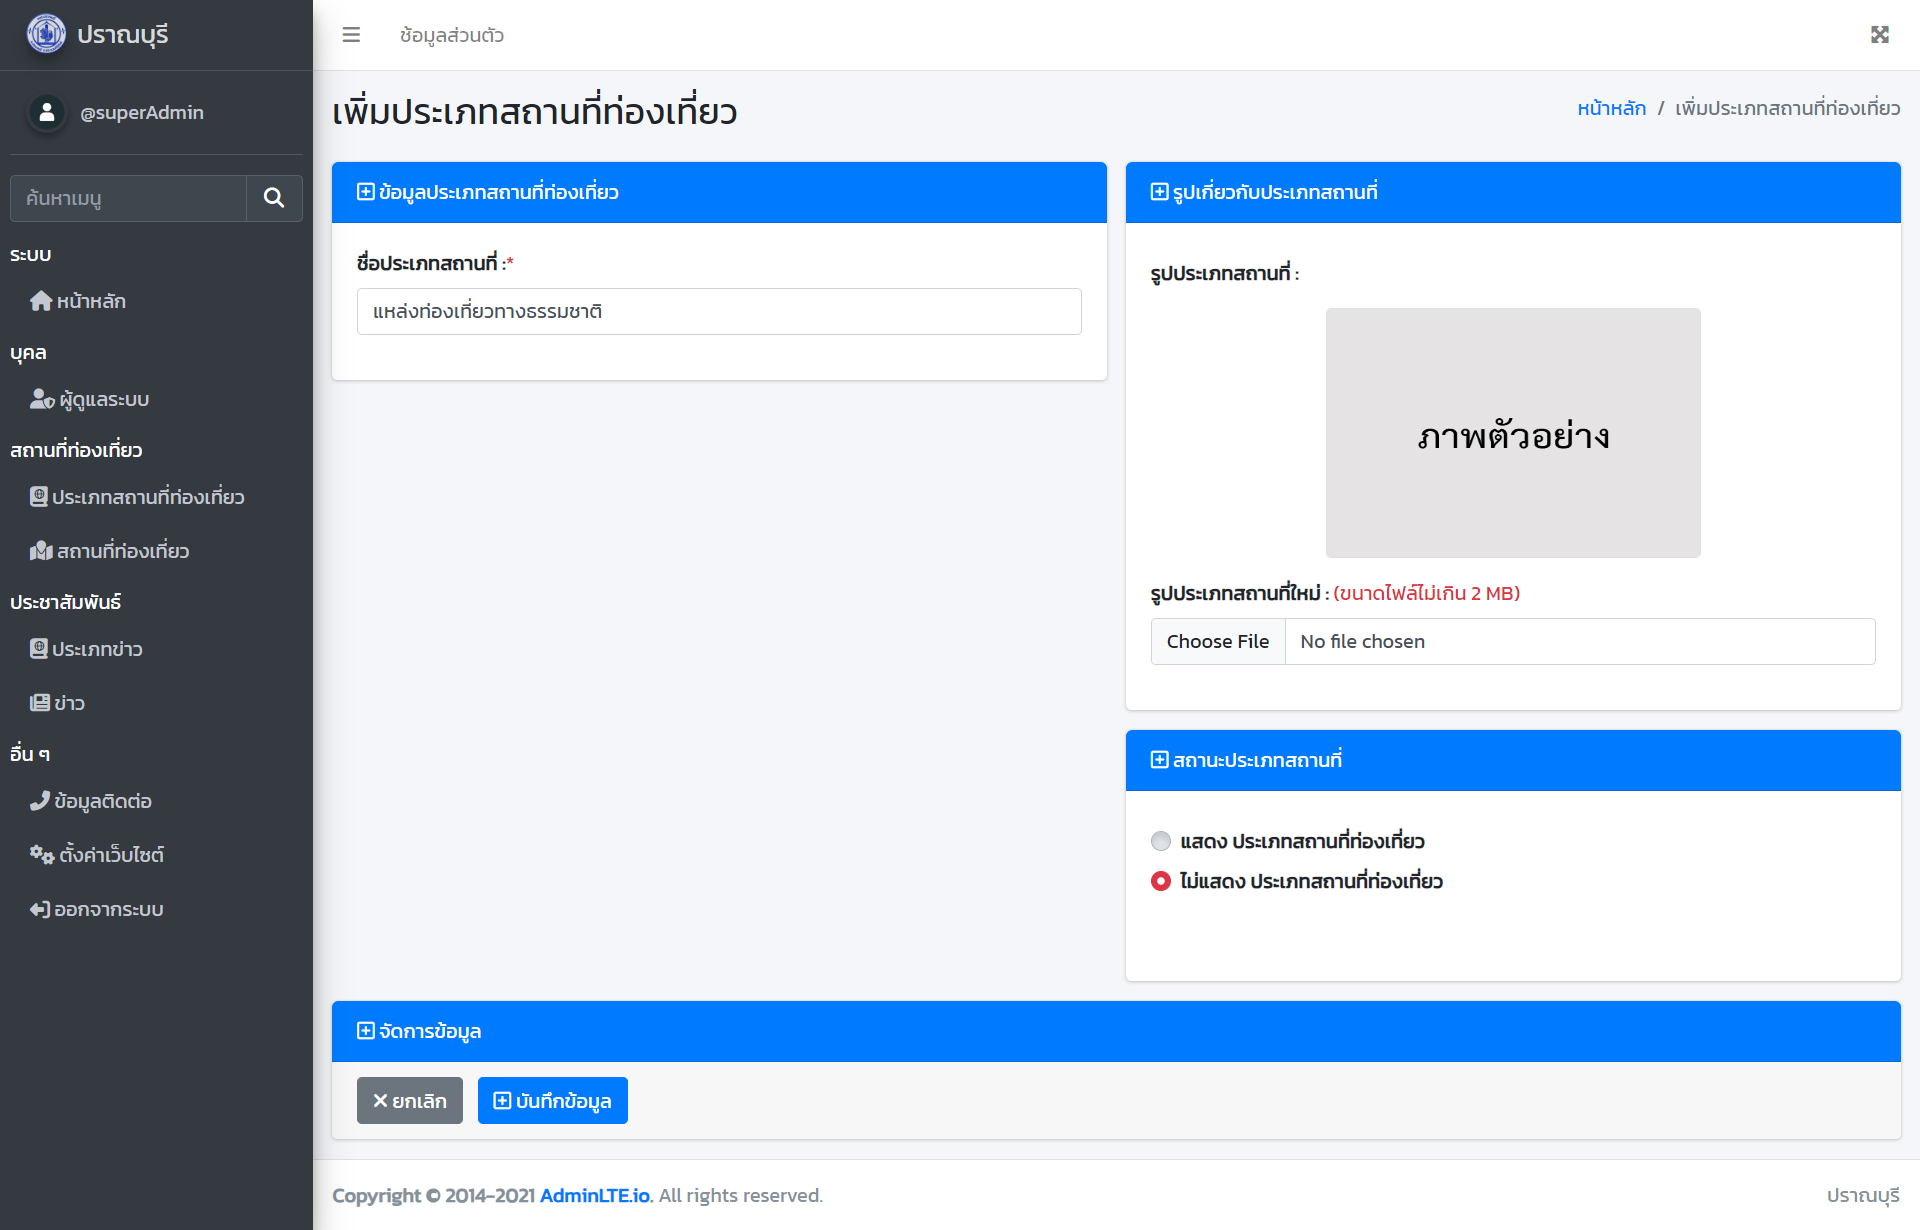 ปราณบุรี
@superAdmin
ค้นหาเมนู
ระบบ
หน้าหลัก
บุคล
ผู้ดูแลระบบ
สถานที่ท่องเที่ยว
ประเภทสถานที่ท่องเที่ยว
สถานที่ท่องเที่ยว
ประชาสัมพันธ์
ประเภทข่าว
ข่าว
อื่น ๆ
ข้อมูลติดต่อ
ตั้งค่าเว็บไซต์
ออกจากระบบ
ช้อมูลส่วนตัว
เพิ่มประเภทสถานที่ท่องเที่ยว
หน้าหลัก / เพิ่มประเภทสถานที่ท่องเที่ยว
ข้อมูลประเภทสถานที่ท่องเที่ยว
ชื่อประเภทสถานที่ :*
แหล่งท่องเที่ยวทางธรรมชาติ
รูปเกี่ยวกับประเภทสถานที่
รูปประเภทสถานที่ :
ภาพตัวอย่าง
รูปประเภทสถานที่ใหม่ : (ขนาดไฟล์ไม่เกิน 2 MB)
Choose File No file chosen
สถานะประเภทสถานที่
แสดง ประเภทสถานที่ท่องเที่ยว
ไม่แสดง ประเภทสถานที่ท่องเที่ยว
จัดการข้อมูล
ยกเลิก
บันทึกข้อมูล
Copyright © 2014-2021 AdminLTE.io. All rights reserved.
ปราณบุรี